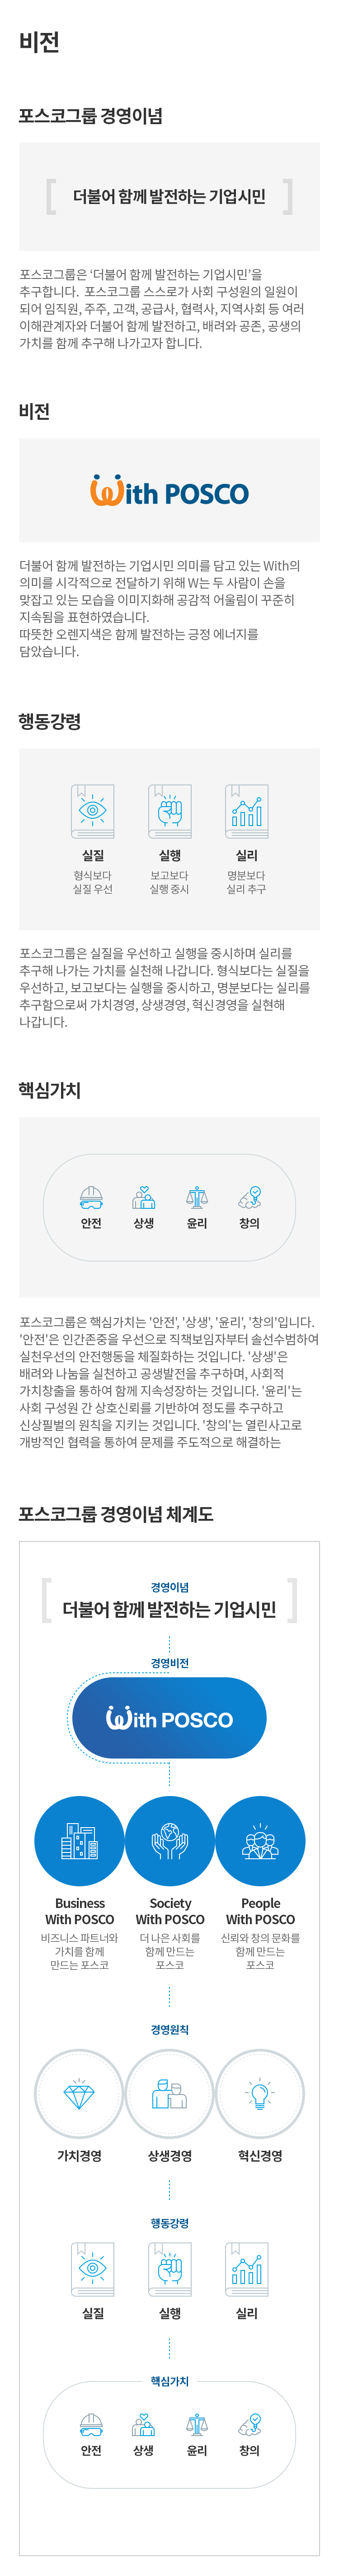 비전
포스코그룹 경영이념
[ 더불어 함께 발전하는 기업시민 ]
포스코그룹은 ‘더불어 함께 발전하는 기업시민’을
추구합니다. 포스코그룹 스스로가 사회 구성원의 일원이
되어 임직원, 주주, 고객, 공급사, 협력사, 지역사회 등 여러
이해관계자와 더불어 함께 발전하고, 배려와 공존, 공생의
가치를 함께 추구해 나가고자 합니다.
비전
With POSCO
더불어 함께 발전하는 기업시민 의미를 담고 있는 With의
의미를 시각적으로 전달하기 위해 W는 두 사람이 손을
맞잡고 있는 모습을 이미지화해 공감적 어울림이 꾸준히
지속됨을 표현하였습니다.
따뜻한 오렌지색은 함께 발전하는 긍정 에너지를
담았습니다.
행동강령
실질 실행 실리
형식보다 보고보다 명분보다
실질 우선 실행 중시 실리 추구
포스코그룹은 실질을 우선하고 실행을 중시하며 실리를
추구해 나가는 가치를 실천해 나갑니다. 형식보다는 실질을
우선하고, 보고보다는 실행을 중시하고, 명분보다는 실리를
추구함으로써 가치경영, 상생경영, 혁신경영을 실현해
나갑니다.
핵심가치
안전 상생 윤리 창의
포스코그룹은 핵심가치는 '안전', '상생', '윤리', '창의'입니다.
'안전'은 인간존중을 우선으로 직책보임자부터 솔선수범하여
실천우선의 안전행동을 체질화하는 것입니다. '상생'은
배려와 나눔을 실천하고 공생발전을 추구하며, 사회적
가치창출을 통하여 함께 지속성장하는 것입니다. '윤리'는
사회 구성원 간 상호신뢰를 기반하여 정도를 추구하고
신상필벌의 원칙을 지키는 것입니다. '창의'는 열린사고로
개방적인 협력을 통하여 문제를 주도적으로 해결하는
포스코그룹 경영이념 체계도
경영이념
[ 더불어 함께 발전하는 기업시민 ]
경영비전
With POSCO
Business Society People
With POSCO With POSCO With POSCO
비즈니스 파트너와 더 나은 사회를 신뢰와 창의 문화를
가치를 함께 함께 만드는 함께 만드는
만드는 포스코 포스코 포스코
경영원칙
가치경영 상생경영 혁신경영
행동강령
실질 실행 실리
핵심가치
안전 상생 윤리 창의